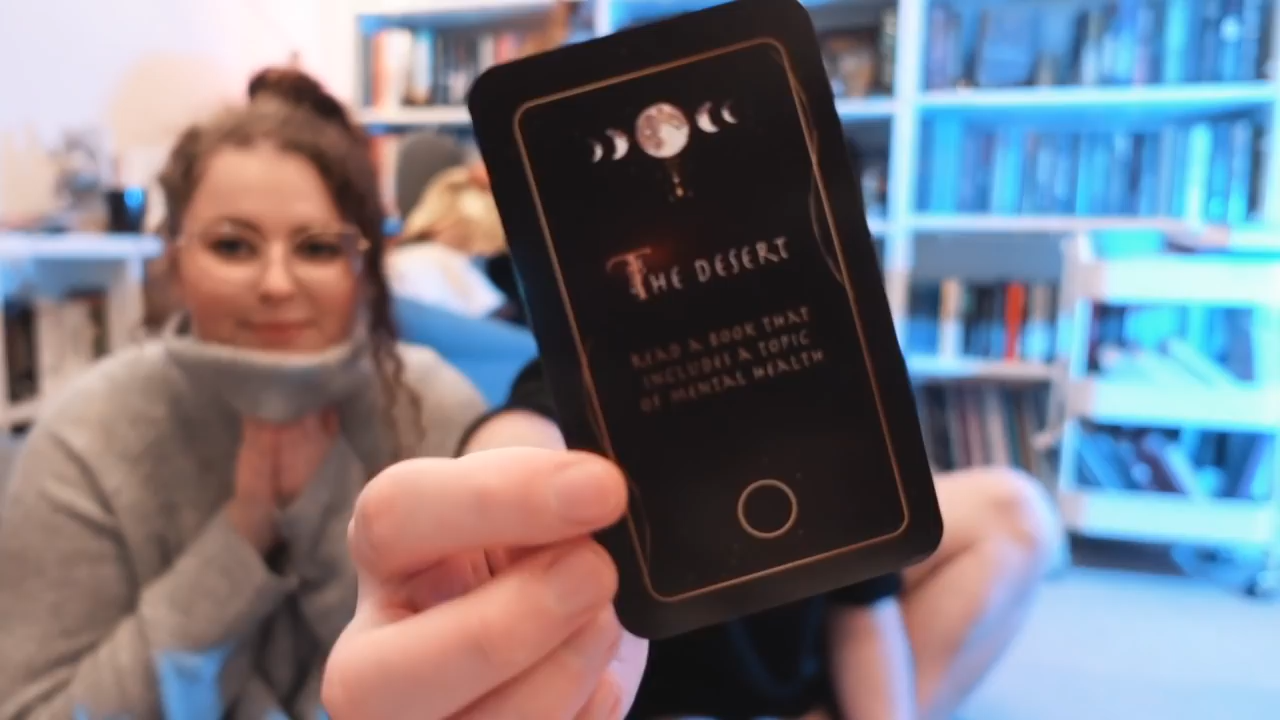 THE DESERT
READ A BOOK THAT
INCLUDES A TOPIC
OF MENTAL HEALTH